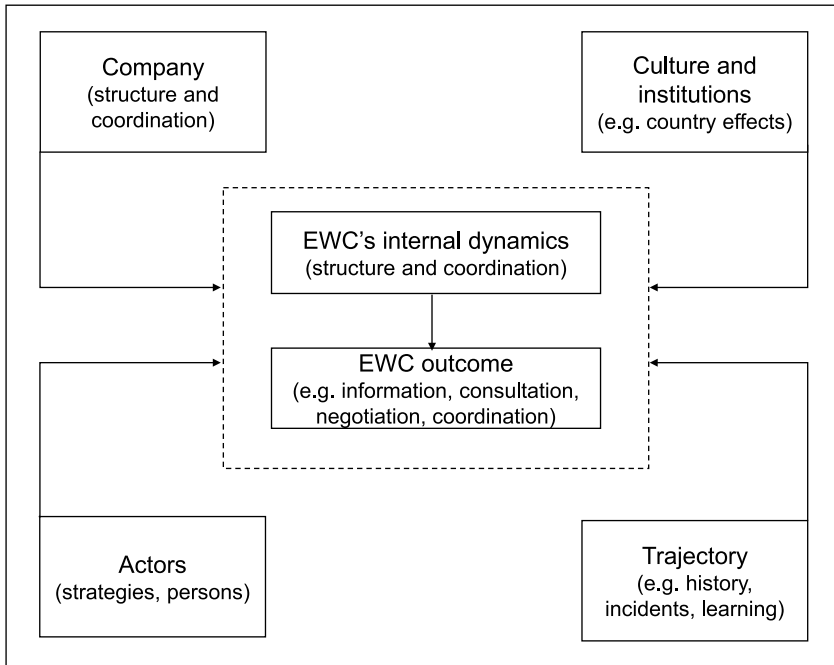 Company
(structure and
coordination)
Culture and
institutions
(e.g. country effects)
EWC's internal dynamics
(structure and coordination)
EWC outcome
(e.g. information, consultation,
negotiation, coordination)
Actors
(strategies, persons)
Trajectory
(e.g. history,
incidents, learning)